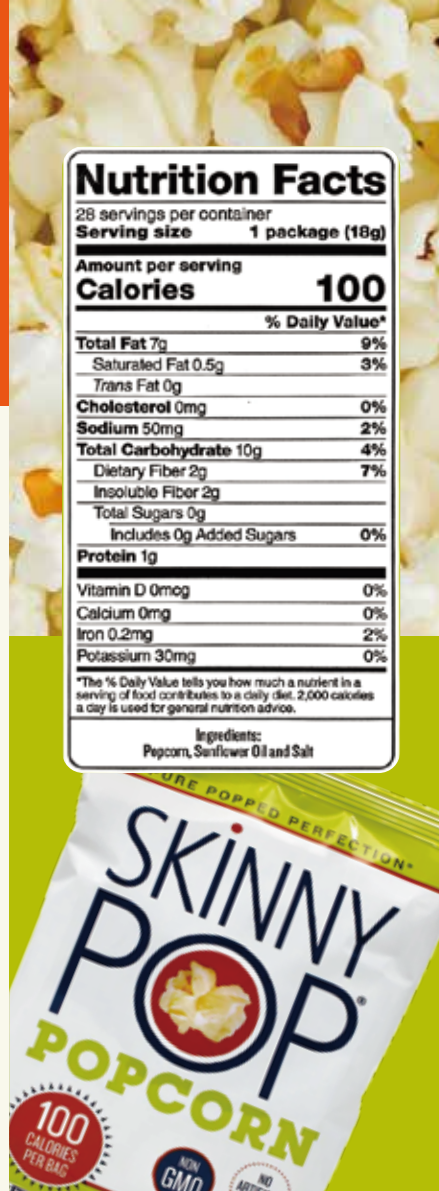 Nutrition Facts
28 servings per container
Serving size 1 package (18g)
Amount per serving
Calories 100
% Daily Value*
Total Fat 7g 9%
Saturated Fat 0.5g 3%
Trans Fat 0g
Cholesterol 0mg 0%
Sodium 50mg 2%
Total Carbohydrate 10g 4%
Dietary Fiber 2g 7%
Insoluble Fiber 2g
Total Sugars 0g
Includes 0g Added Sugars 0%
Protein 1g
Vitamin D 0mcg 0%
Calcium 0mg 0%
Iron 0.2mg 2%
Potassium 30mg 0%
*The % Daily Value tells you how much a nutrient in a
serving of food contributes to a daily diet. 2,000 calories
a day is used for general nutrition advice.
Ingredients:
Popcorn, Sunflower Oil and Salt
POPPED PERFECTION
SKINNY
POP®
POPCORN
100
CALORIES
PER BAG
NON
GMO
NO